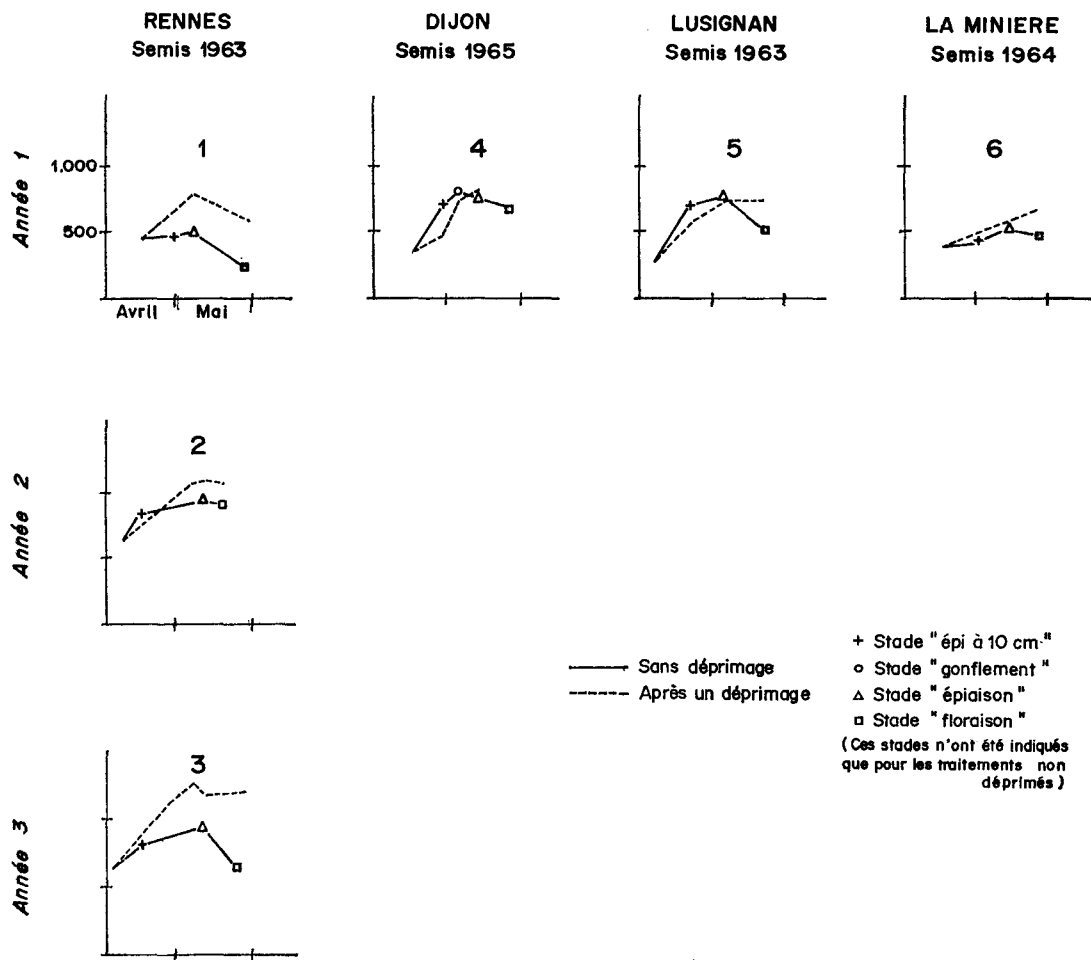 RENNES
Semis 1963
DIJON
Semis 1965
LUSIGNAN
Semis 1963
LA MINIERE
Semis 1964
Année 1
1
4
5
6
1.000
500
Avril Mai
Année 2
2
Sans déprimage
Après un déprimage
+ Stade "épi à 10 cm"
o Stade "gonflement"
△ Stade "épiaison"
□ Stade "floraison"
(Ces stades n'ont été indiqués
que pour les traitements non
déprimés)
Année 3
3